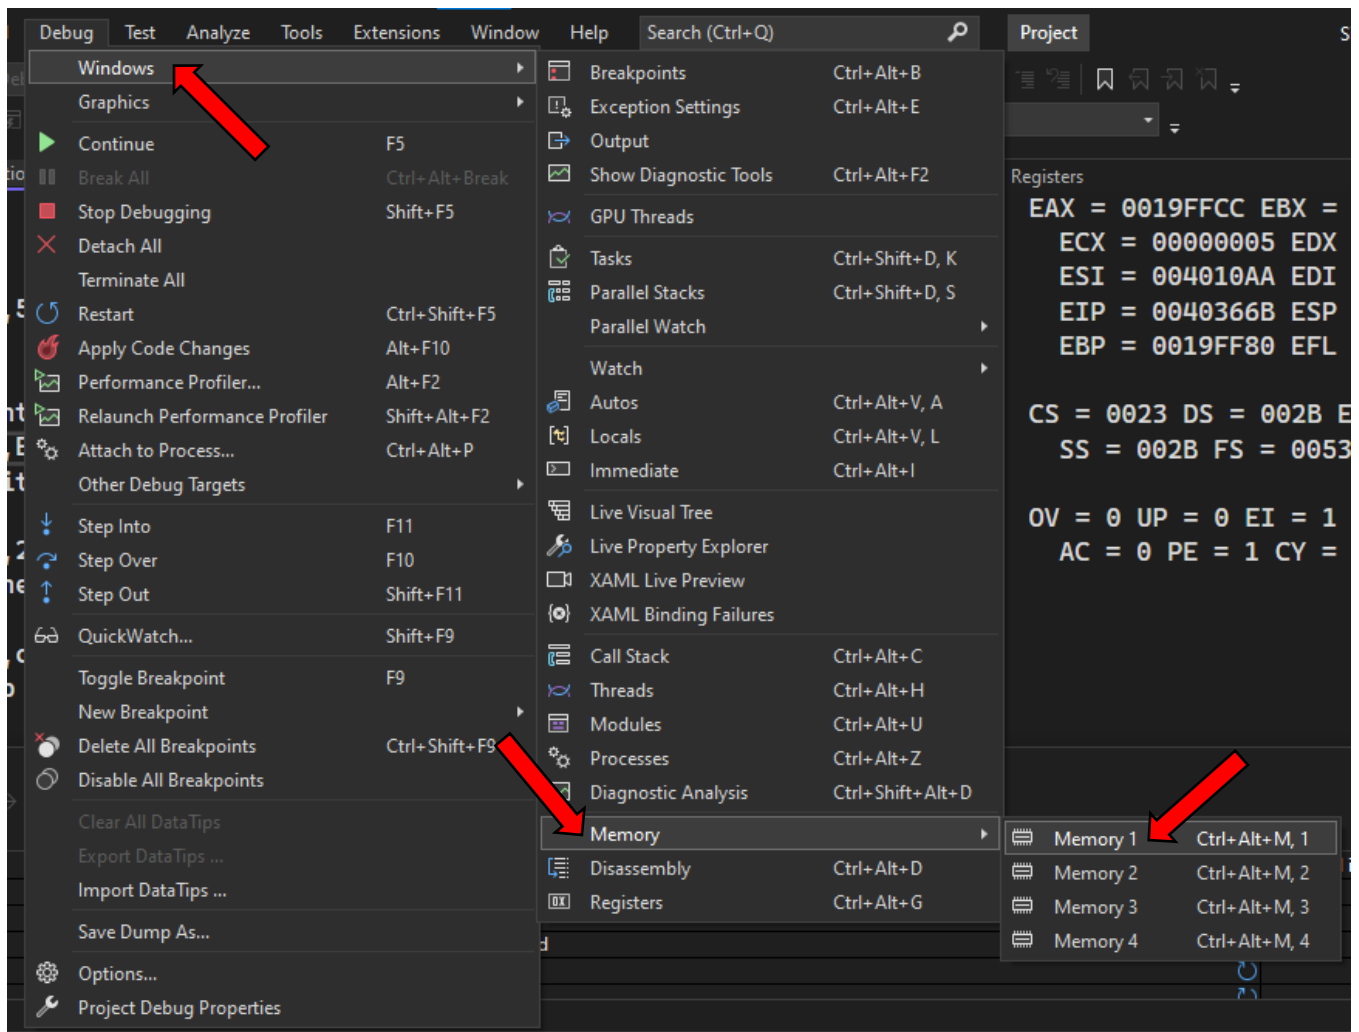 Debug Test Analyze Tools Extensions Window Help Search (Ctrl+Q) Project
Windows
Graphics
Continue F5
Break All Ctrl+Alt+Break
Stop Debugging Shift+F5
Detach All
Terminate All
Restart Ctrl+Shift+F5
Apply Code Changes Alt+F10
Performance Profiler... Alt+F2
Relaunch Performance Profiler Shift+Alt+F2
Attach to Process... Ctrl+Alt+P
Other Debug Targets
Step Into F11
Step Over F10
Step Out Shift+F11
QuickWatch... Shift+F9
Toggle Breakpoint F9
New Breakpoint
Delete All Breakpoints Ctrl+Shift+F9
Disable All Breakpoints
Clear All DataTips
Export DataTips ...
Import DataTips ...
Save Dump As...
Options...
Project Debug Properties
Breakpoints Ctrl+Alt+B
Exception Settings Ctrl+Alt+E
Output
Show Diagnostic Tools Ctrl+Alt+F2
GPU Threads
Tasks Ctrl+Shift+D, K
Parallel Stacks Ctrl+Shift+D, S
Parallel Watch
Watch
Autos Ctrl+Alt+V, A
Locals Ctrl+Alt+V, L
Immediate Ctrl+Alt+I
Live Visual Tree
Live Property Explorer
XAML Live Preview
XAML Binding Failures
Call Stack Ctrl+Alt+C
Threads Ctrl+Alt+H
Modules Ctrl+Alt+U
Processes Ctrl+Alt+Z
Diagnostic Analysis Ctrl+Shift+Alt+D
Memory
Disassembly Ctrl+Alt+D
Registers Ctrl+Alt+G
Memory 1 Ctrl+Alt+M, 1
Memory 2 Ctrl+Alt+M, 2
Memory 3 Ctrl+Alt+M, 3
Memory 4 Ctrl+Alt+M, 4
Registers
EAX = 0019FFCC EBX =
ECX = 00000005 EDX
ESI = 004010AA EDI
EIP = 0040366B ESP
EBP = 0019FF80 EFL
CS = 0023 DS = 002B E
SS = 002B FS = 0053
OV = 0 UP = 0 EI = 1
AC = 0 PE = 1 CY =